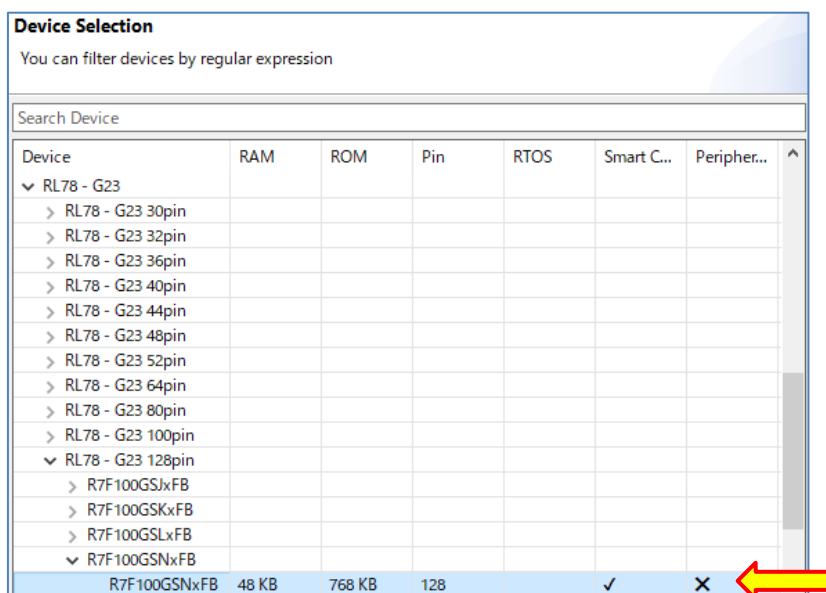 Device Selection
You can filter devices by regular expression
Search Device
Device RAM ROM Pin RTOS Smart C... Peripher...
RL78 - G23
RL78 - G23 30pin
RL78 - G23 32pin
RL78 - G23 36pin
RL78 - G23 40pin
RL78 - G23 44pin
RL78 - G23 48pin
RL78 - G23 52pin
RL78 - G23 64pin
RL78 - G23 80pin
RL78 - G23 100pin
RL78 - G23 128pin
R7F100GSJxFB
R7F100GSKxFB
R7F100GSLxFB
R7F100GSNxFB
R7F100GSNxFB 48 KB 768 KB 128 ✓ ✕